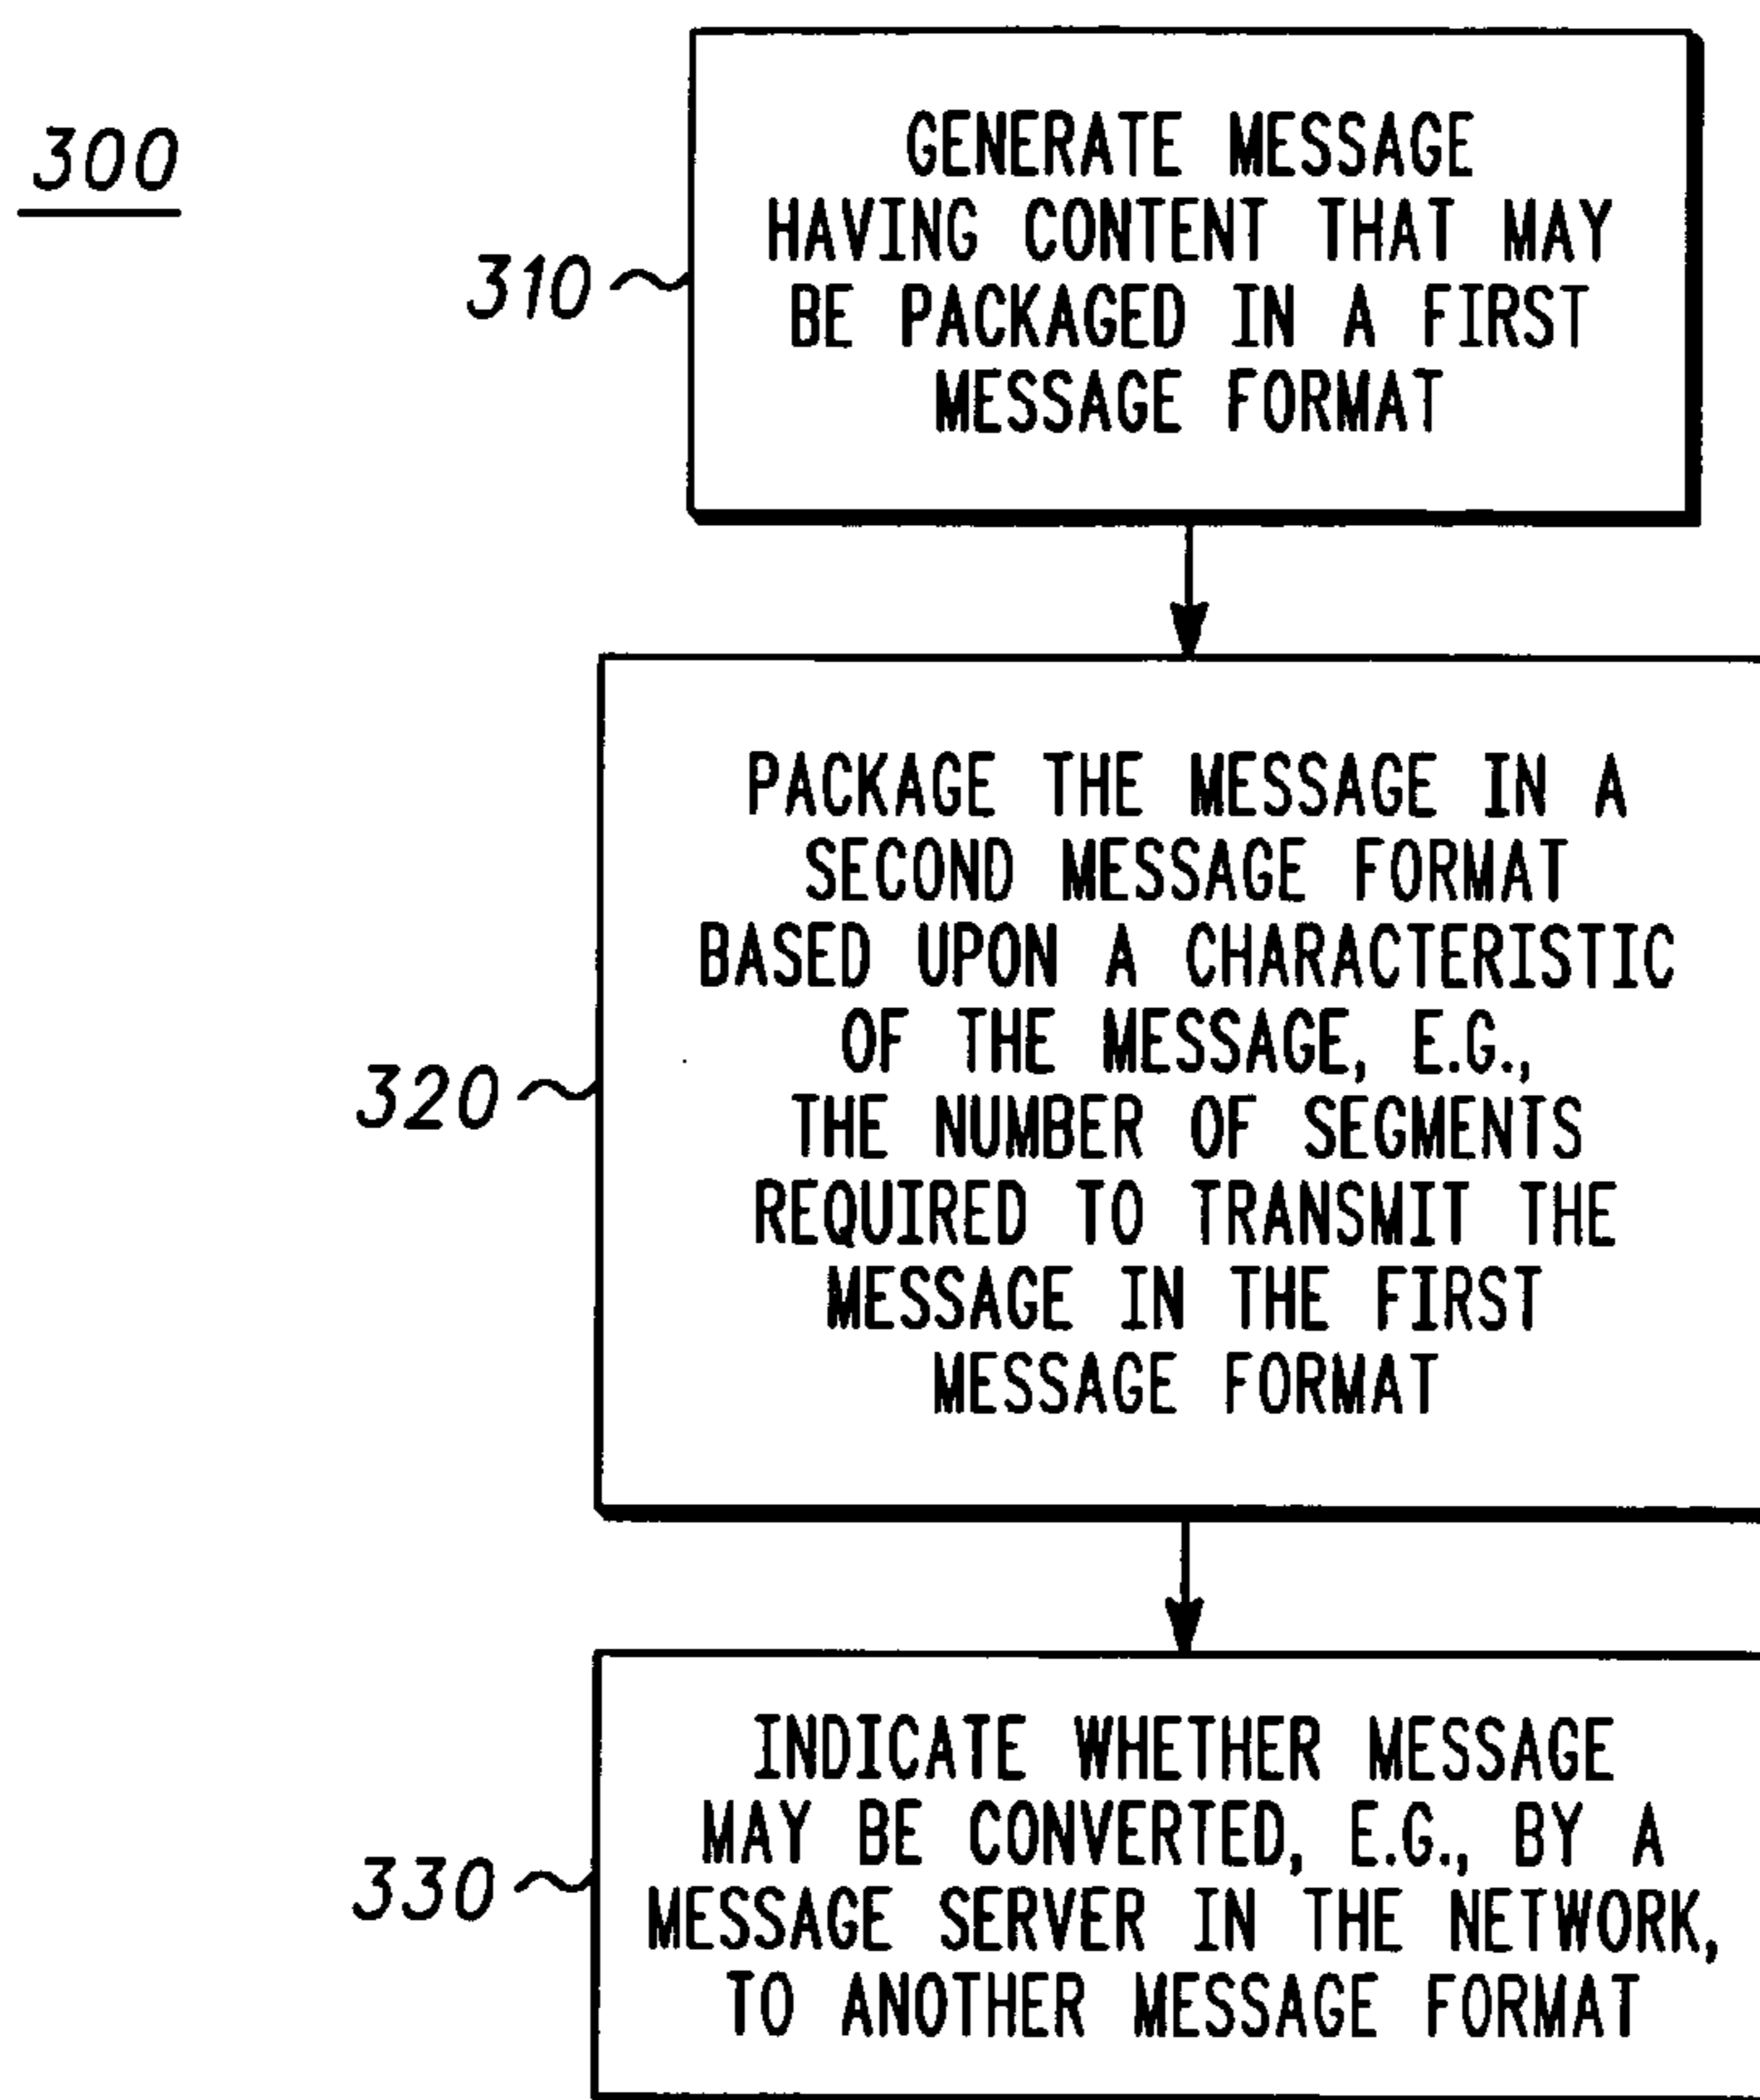 300
310
GENERATE MESSAGE
HAVING CONTENT THAT MAY
BE PACKAGED IN A FIRST
MESSAGE FORMAT
320
PACKAGE THE MESSAGE IN A
SECOND MESSAGE FORMAT
BASED UPON A CHARACTERISTIC
OF THE MESSAGE, E.G.,
THE NUMBER OF SEGMENTS
REQUIRED TO TRANSMIT THE
MESSAGE IN THE FIRST
MESSAGE FORMAT
330
INDICATE WHETHER MESSAGE
MAY BE CONVERTED, E.G., BY A
MESSAGE SERVER IN THE NETWORK,
TO ANOTHER MESSAGE FORMAT